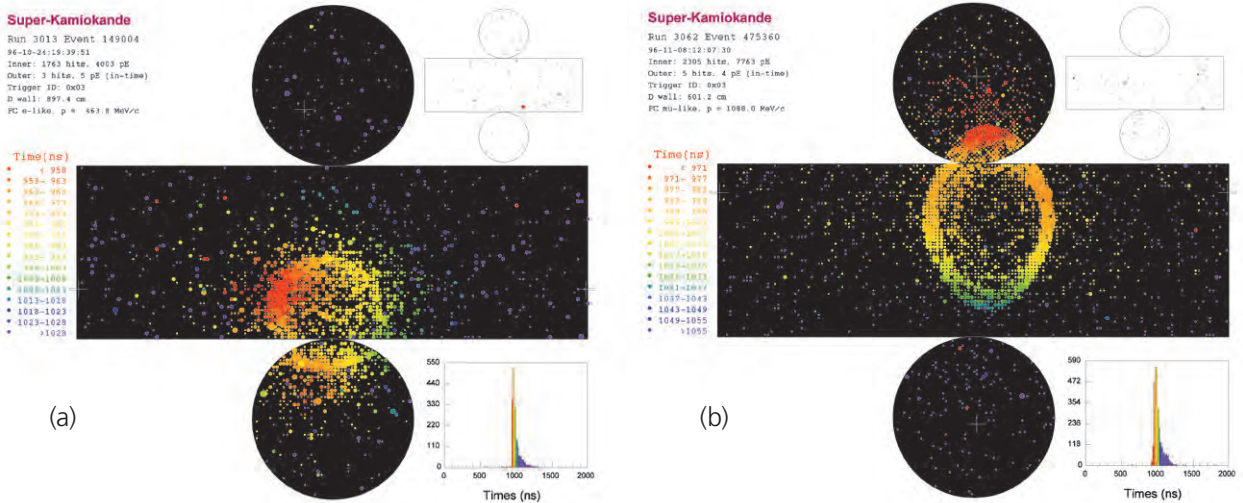 Super-Kamiokande
Run 3013 Event 149004
96-10-24:19:39:51
Inner: 1763 hits, 4003 pE
Outer: 3 hits, 5 pE (in-time)
Trigger ID: 0x03
D wall: 897.4 cm
FC e-like, p = 463.8 MeV/c
Time(ns)
< 958
958- 963
1013-1018
1018-1023
1023-1028
>1028
(a)
550
440
330
220
110
0
0 500 1000 1500 2000
Times (ns)
Super-Kamiokande
Run 3062 Event 475360
96-11-08:12:07:30
Inner: 2305 hits, 7763 pE
Outer: 5 hits, 4 pE (in-time)
Trigger ID: 0x03
D wall: 601.2 cm
FC mu-like, p = 1088.0 MeV/c
Time(ns)
< 971
971- 977
977- 983
1037-1043
1043-1049
1049-1055
>1055
(b)
590
472
354
236
118
0
0 500 1000 1500 2000
Times (ns)